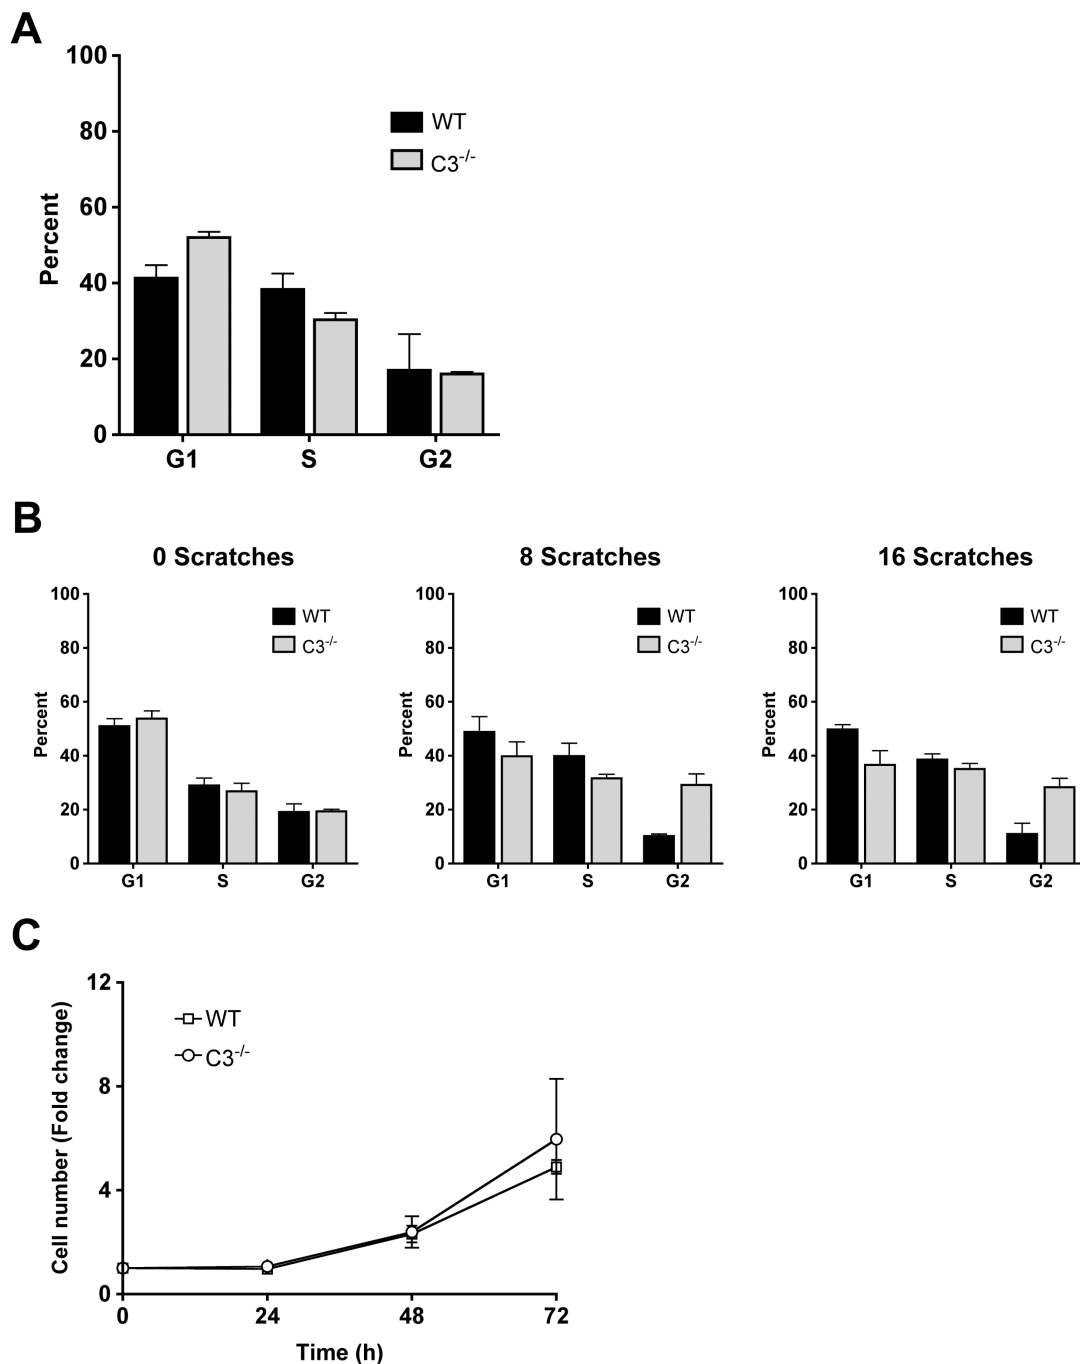 A
100
80
60
40
20
0
Percent
WT
C3-/-
G1 S G2
B
0 Scratches
100
80
60
40
20
0
Percent
WT
C3-/-
G1 S G2
8 Scratches
100
80
60
40
20
0
Percent
WT
C3-/-
G1 S G2
16 Scratches
100
80
60
40
20
0
Percent
WT
C3-/-
G1 S G2
C
12
8
4
0
Cell number (Fold change)
WT
C3-/-
0 24 48 72
Time (h)